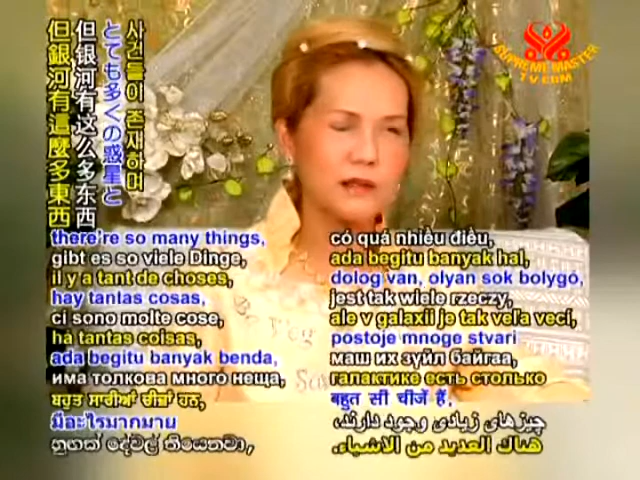 SUPREME MASTER
TV.COM
사건들이 존재하며
とても多くの惑星と
但银河有这么多东西
但銀河有這麼多東西
there're so many things,
gibt es so viele Dinge,
il y a tant de choses,
hay tantas cosas,
ci sono molte cose,
há tantas coisas,
ada begitu banyak benda,
има толкова много неща,
ਬਹੁਤ ਸਾਰੀਆਂ ਚੀਜ਼ਾਂ ਹਨ,
มีอะไรมากมาย
có quá nhiều điều,
ada begitu banyak hal,
dolog van, olyan sok bolygó,
jest tak wiele rzeczy,
ale v galaxii je tak veľa vecí,
postoje mnoge stvari
маш их зүйл байгаа,
галактике есть столько
बहुत सी चीजें हैं,
چیزهای زیادی وجود دارند،
هناك العديد من الأشياء.